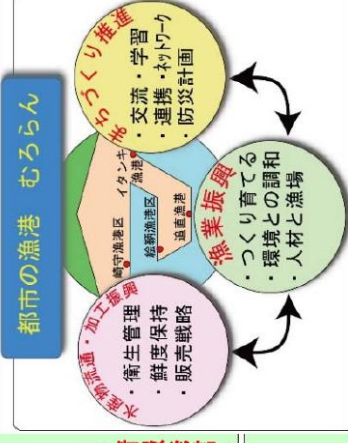 都市の漁港 むろらん
水産物流通・加工振興
・衛生管理
・鮮度保持
・販売戦略
崎守漁港区
絵鞆漁港区
追直漁港
イタンキ
漁港
まちづくり推進
・交流・学習
・連携・ネットワーク
・防災計画
漁業振興
・つくり育てる
・環境との調和
・人材と漁場